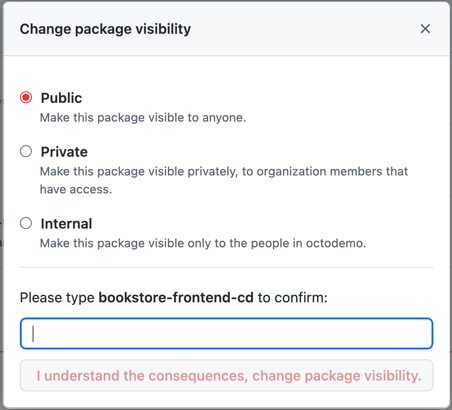 Change package visibility
Public
Make this package visible to anyone.
Private
Make this package visible privately, to organization members that
have access.
Internal
Make this package visible only to the people in octodemo.
Please type bookstore-frontend-cd to confirm:
I understand the consequences, change package visibility.